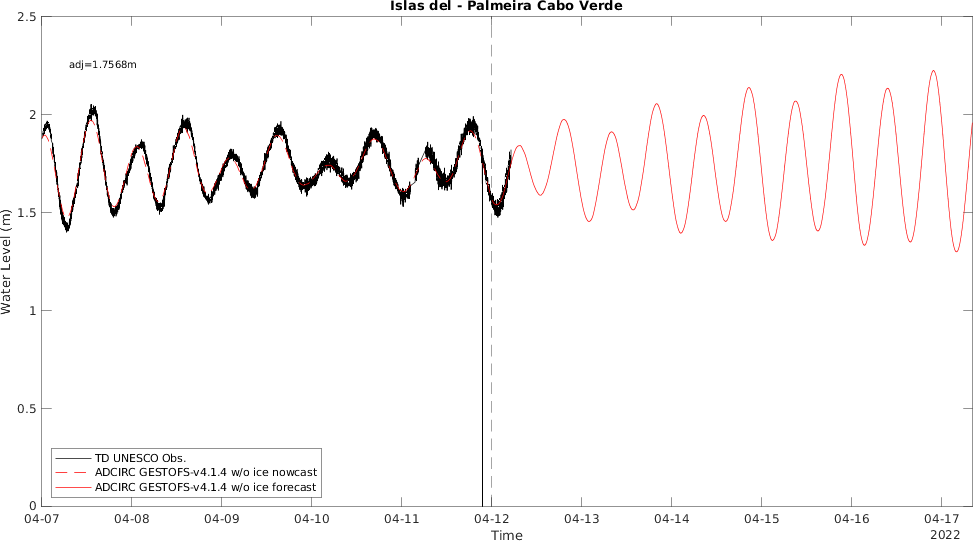 Islas del - Palmeira Cabo Verde
adj=1.7568m
2.5
2
1.5
1
0.5
0
Water Level (m)
TD UNESCO Obs.
ADCIRC GESTOFS-v4.1.4 w/o ice nowcast
ADCIRC GESTOFS-v4.1.4 w/o ice forecast
04-07 04-08 04-09 04-10 04-11 04-12 04-13 04-14 04-15 04-16 04-17
Time
2022